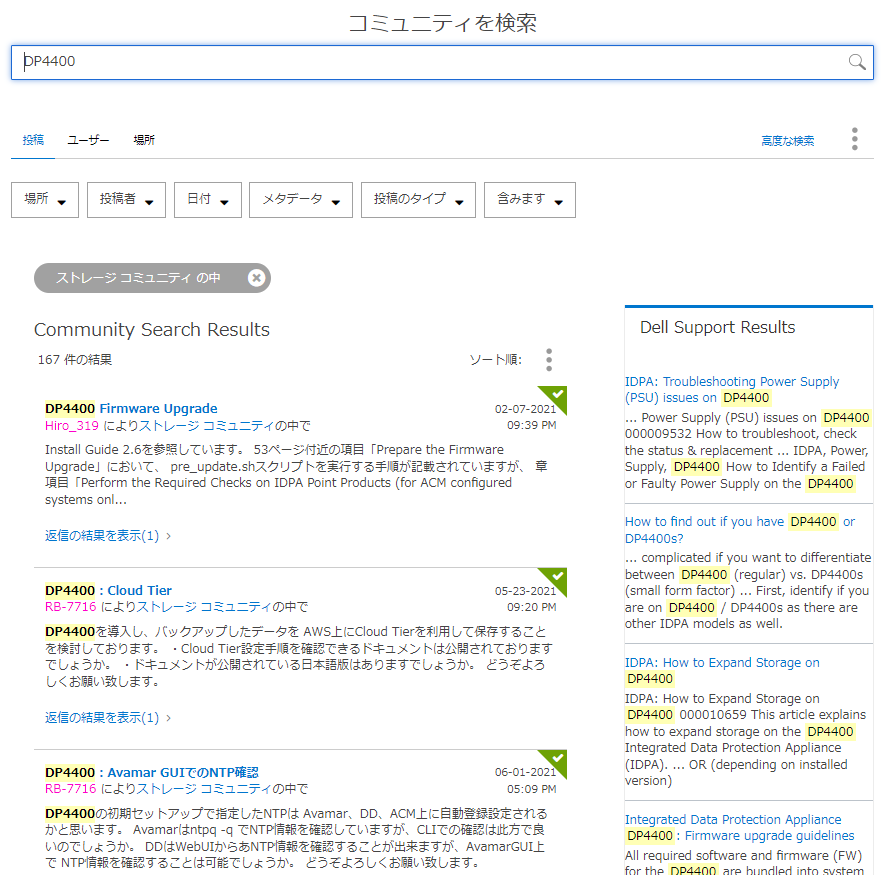 コミュニティを検索
DP4400
投稿 ユーザー 場所 高度な検索
場所 投稿者 日付 メタデータ 投稿のタイプ 含みます
ストレージ コミュニティ の中
Community Search Results
167 件の結果 ソート順:
DP4400 Firmware Upgrade 02-07-2021
Hiro_319 によりストレージ コミュニティの中で 09:39 PM
Install Guide 2.6を参照しています。 53ページ付近の項目「Prepare the Firmware
Upgrade」において、 pre_update.shスクリプトを実行する手順が記載されていますが、 章
項目「Perform the Required Checks on IDPA Point Products (for ACM configured
systems onl...
返信の結果を表示(1)
DP4400 : Cloud Tier 05-23-2021
RB-7716 によりストレージ コミュニティの中で 09:20 PM
DP4400を導入し、バックアップしたデータを AWS上にCloud Tierを利用して保存すること
を検討しております。 ・Cloud Tier設定手順を確認できるドキュメントは公開されております
でしょうか。 ・ドキュメントが公開されている日本語版はありますでしょうか。 どうぞよろ
しくお願い致します。
返信の結果を表示(1)
DP4400 : Avamar GUIでのNTP確認 06-01-2021
RB-7716 によりストレージ コミュニティの中で 05:09 PM
DP4400の初期セットアップで指定したNTPは Avamar、DD、ACM上に自動登録設定される
かと思います。 Avamarはntpq -q でNTP情報を確認していますが、CLIでの確認は此方で良
いのでしょうか。 DDはWebUIからあNTP情報を確認することが出来ますが、AvamarGUI上
で NTP情報を確認することは可能でしょうか。 どうぞよろしくお願い致します。
Dell Support Results
IDPA: Troubleshooting Power Supply
(PSU) issues on DP4400
... Power Supply (PSU) issues on DP4400
000009532 How to troubleshoot, check
the status & replacement ... IDPA, Power,
Supply, DP4400 How to Identify a Failed
or Faulty Power Supply on the DP4400
How to find out if you have DP4400 or
DP4400s?
... complicated if you want to differentiate
between DP4400 (regular) vs. DP4400s
(small form factor) ... First, identify if you
are on DP4400 / DP4400s as there are
other IDPA models as well.
IDPA: How to Expand Storage on
DP4400
IDPA: How to Expand Storage on
DP4400 000010659 This article explains
how to expand storage on the DP4400
Integrated Data Protection Appliance
(IDPA). ... OR (depending on installed
version)
Integrated Data Protection Appliance
DP4400 : Firmware upgrade guidelines
All required software and firmware (FW)
for the DP4400 are bundled into system